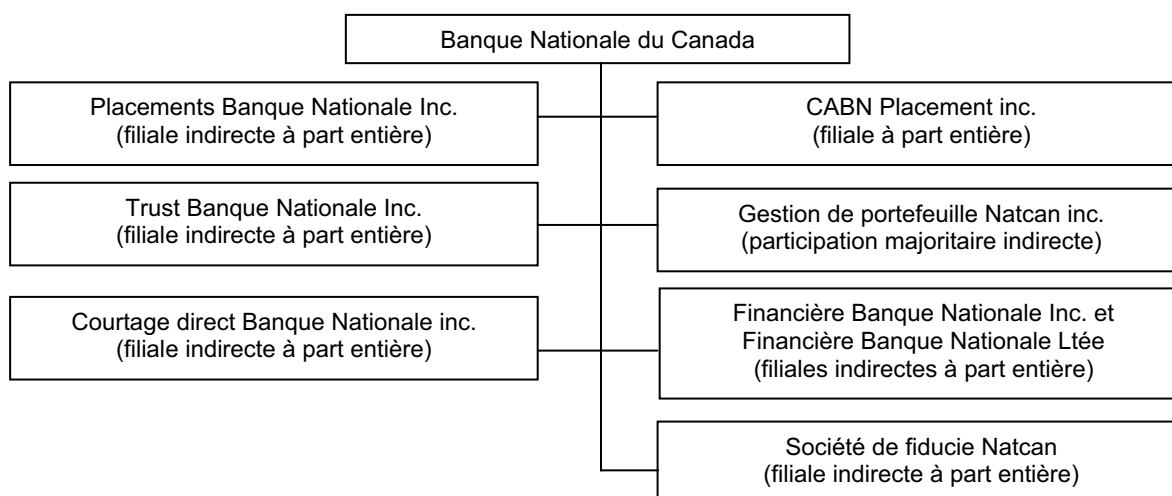 Banque Nationale du Canada
Placements Banque Nationale Inc.
(filiale indirecte à part entière)
CABN Placement inc.
(filiale à part entière)
Trust Banque Nationale Inc.
(filiale indirecte à part entière)
Gestion de portefeuille Natcan inc.
(participation majoritaire indirecte)
Courtage direct Banque Nationale inc.
(filiale indirecte à part entière)
Financière Banque Nationale Inc. et
Financière Banque Nationale Ltée
(filiales indirectes à part entière)
Société de fiducie Natcan
(filiale indirecte à part entière)